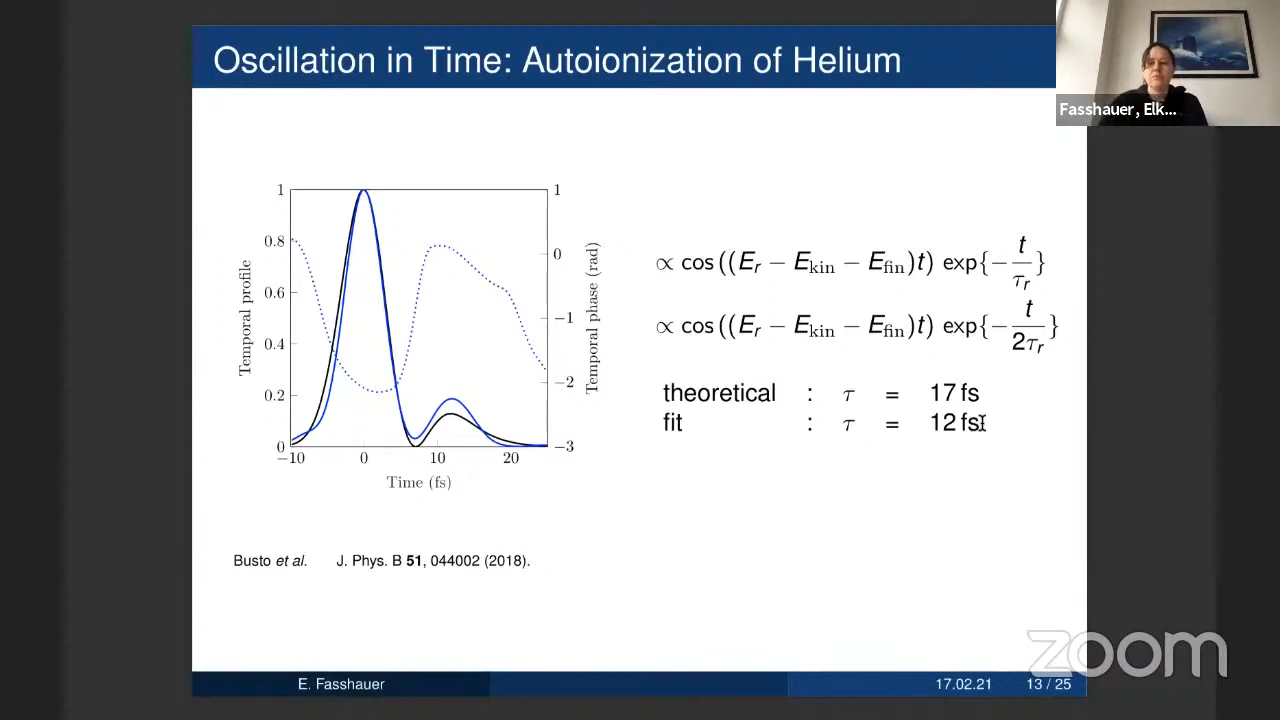 Oscillation in Time: Autoionization of Helium
Fasshauer, Elk...
1
0.8
0.6
0.4
0.2
0
Temporal profile
1
0
−1
−2
−3
Temporal phase (rad)
−10 0 10 20
Time (fs)
∝ cos((E_r − E_kin − E_fin)t) exp{−t/τ_r}
∝ cos((E_r − E_kin − E_fin)t) exp{−t/2τ_r}
theoretical : τ = 17 fs
fit : τ = 12 fs
Busto et al. J. Phys. B 51, 044002 (2018).
zoom
E. Fasshauer 17.02.21 13 / 25